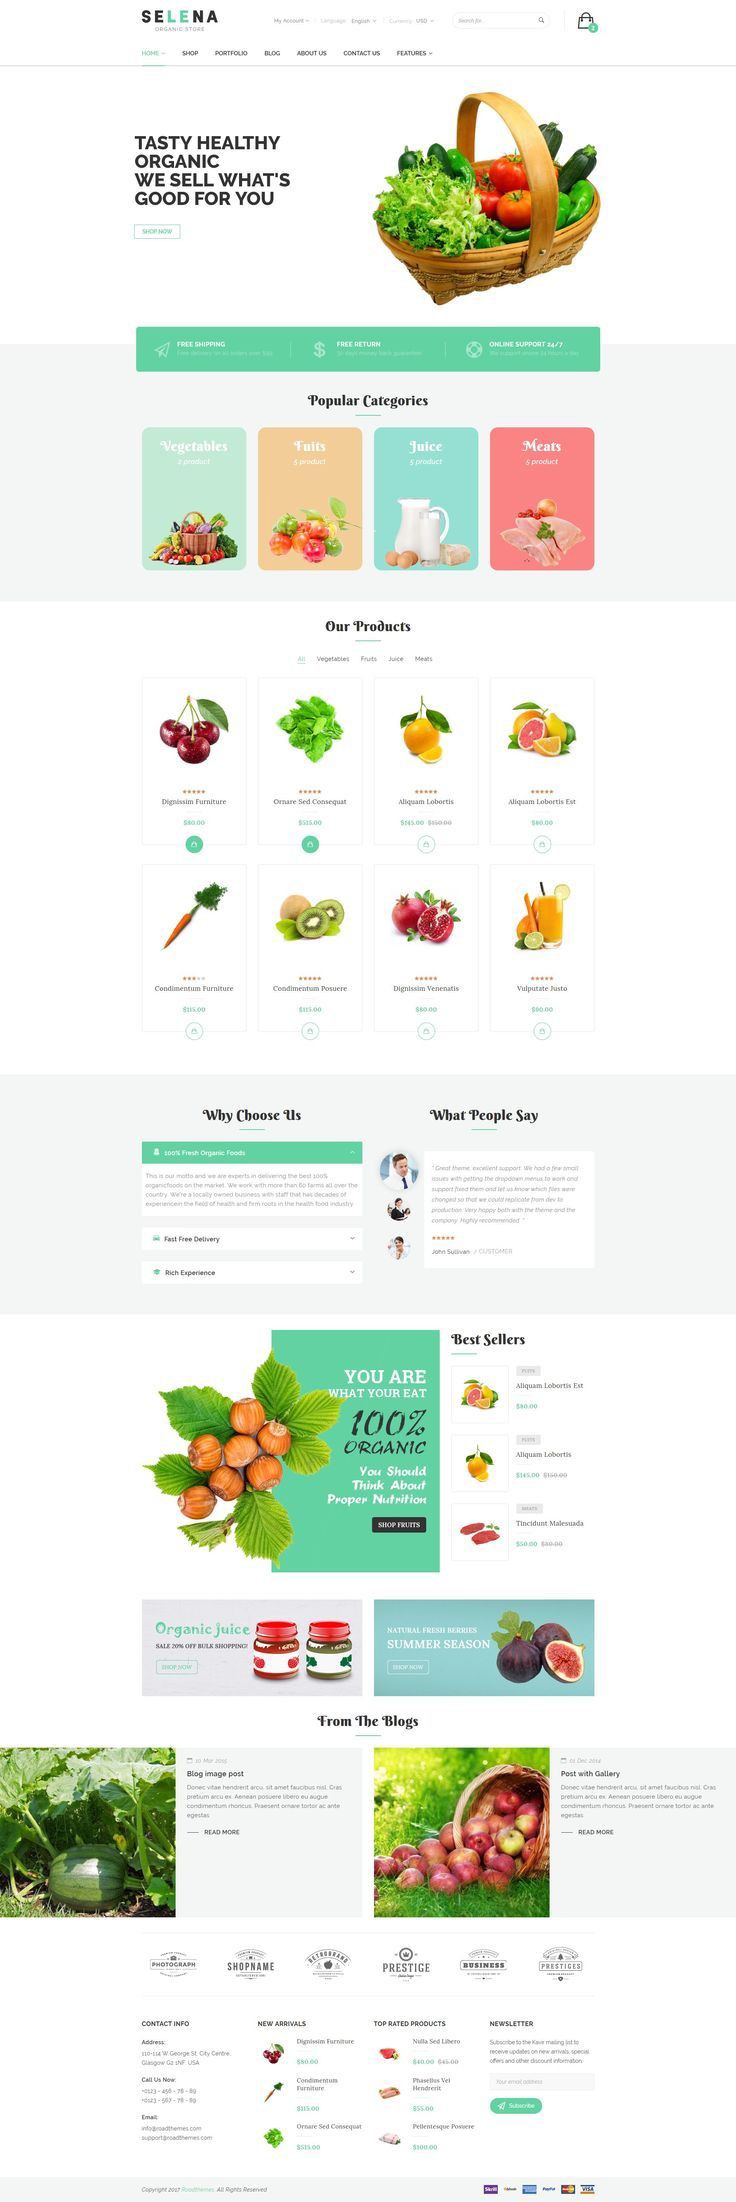 SELENA
ORGANIC STORE
My Account
Language: English
Currency: USD
Search for...
2
HOME SHOP PORTFOLIO BLOG ABOUT US CONTACT US FEATURES
TASTY HEALTHY
ORGANIC
WE SELL WHAT'S
GOOD FOR YOU
SHOP NOW
FREE SHIPPING
Free delivery on all orders over $99
FREE RETURN
30 days money back guarantee
ONLINE SUPPORT 24/7
We support online 24 hours a day
Popular Categories
Vegetables
2 product
Fuits
5 product
Juice
5 product
Meats
5 product
Our Products
All Vegetables Fruits Juice Meats
Dignissim Furniture
$80.00
Ornare Sed Consequat
$515.00
Aliquam Lobortis
$145.00 $150.00
Aliquam Lobortis Est
$80.00
Condimentum Furniture
$115.00
Condimentum Posuere
$115.00
Dignissim Venenatis
$80.00
Vulputate Justo
$90.00
Why Choose Us
100% Fresh Organic Foods
This is our motto and we are experts in delivering the best 100%
organicfoods on the market. We work with more than 60 farms all over the
country. We're a locally owned business with staff that has decades of
experiencein the field of health and firm roots in the health food industry.
Fast Free Delivery
Rich Experience
What People Say
" Great theme, excellent support. We had a few small
issues with getting the dropdown menus to work and
support fixed them and let us know which files were
changed so that we could replicate from dev to
production. Very happy both with the theme and the
company. Highly recommended. "
John Sullivan / CUSTOMER
YOU ARE
WHAT YOUR EAT
100%
ORGANIC
You Should
Think About
Proper Nutrition
SHOP FRUITS
Best Sellers
FUITS
Aliquam Lobortis Est
$80.00
FUITS
Aliquam Lobortis
$145.00 $150.00
MEATS
Tincidunt Malesuada
$50.00 $80.00
Organic Juice
SALE 20% OFF BULK SHOPPING!
SHOP NOW
NATURAL FRESH BERRIES
SUMMER SEASON
SHOP NOW
From The Blogs
10 Mar 2015
Blog image post
Donec vitae hendrerit arcu, sit amet faucibus nisl. Cras
pretium arcu ex. Aenean posuere libero eu augue
condimentum rhoncus. Praesent ornare tortor ac ante
egestas
READ MORE
01 Dec 2014
Post with Gallery
Donec vitae hendrerit arcu, sit amet faucibus nisl. Cras
pretium arcu ex. Aenean posuere libero eu augue
condimentum rhoncus. Praesent ornare tortor ac ante
egestas
READ MORE
PHOTOGRAPH
SHOPNAME
RETROBRAND
PRESTIGE
BUSINESS
PRESTIGES
CONTACT INFO
Address:
110-114 W George St, City Centre,
Glasgow G2 1NF, USA
Call Us Now:
+0123 - 456 - 78 - 89
+0123 - 567 - 78 - 89
Email:
info@roadthemes.com
support@roadthemes.com
NEW ARRIVALS
Dignissim Furniture
$80.00
Condimentum
Furniture
$115.00
Ornare Sed Consequat
$515.00
TOP RATED PRODUCTS
Nulla Sed Libero
$40.00 $45.00
Phasellus Vel
Hendrerit
$55.00
Pellentesque Posuere
$100.00
NEWSLETTER
Subscribe to the Kave mailing list to
receive updates on new arrivals, special
offers and other discount information.
Your email address
Subscribe
Copyright 2017 Roadthemes. All Rights Reserved
Skrill
PayPal
VISA